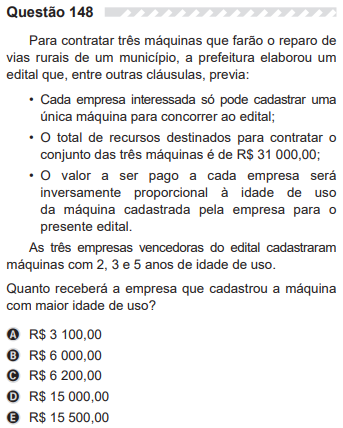 Questão 148
Para contratar três máquinas que farão o reparo de
vias rurais de um município, a prefeitura elaborou um
edital que, entre outras cláusulas, previa:
• Cada empresa interessada só pode cadastrar uma
única máquina para concorrer ao edital;
• O total de recursos destinados para contratar o
conjunto das três máquinas é de R$ 31 000,00;
• O valor a ser pago a cada empresa será
inversamente proporcional à idade de uso
da máquina cadastrada pela empresa para o
presente edital.
As três empresas vencedoras do edital cadastraram
máquinas com 2, 3 e 5 anos de idade de uso.
Quanto receberá a empresa que cadastrou a máquina
com maior idade de uso?
A R$ 3 100,00
B R$ 6 000,00
C R$ 6 200,00
D R$ 15 000,00
E R$ 15 500,00